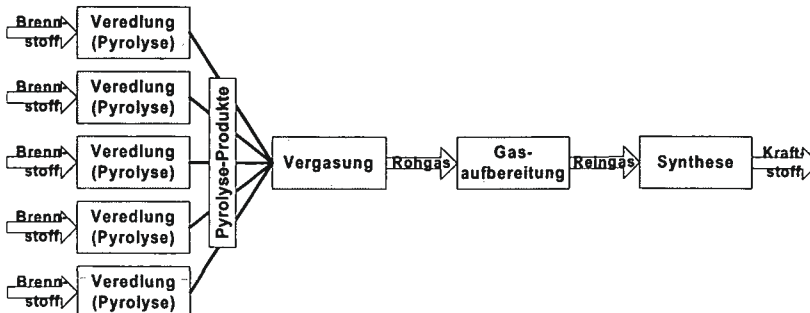 Brenn-
stoff
Veredlung
(Pyrolyse)
Brenn-
stoff
Veredlung
(Pyrolyse)
Brenn-
stoff
Veredlung
(Pyrolyse)
Brenn-
stoff
Veredlung
(Pyrolyse)
Brenn-
stoff
Veredlung
(Pyrolyse)
Pyrolyse-Produkte
Vergasung
Rohgas
Gas-
aufbereitung
Reingas
Synthese
Kraft-
stoff